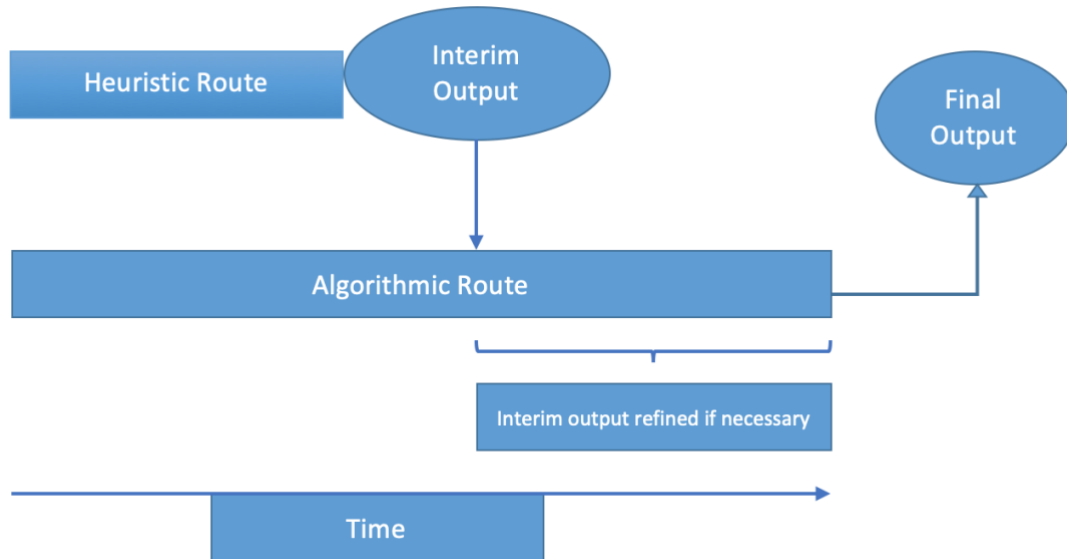 Heuristic Route
Interim
Output
Final
Output
Algorithmic Route
Interim output refined if necessary
Time